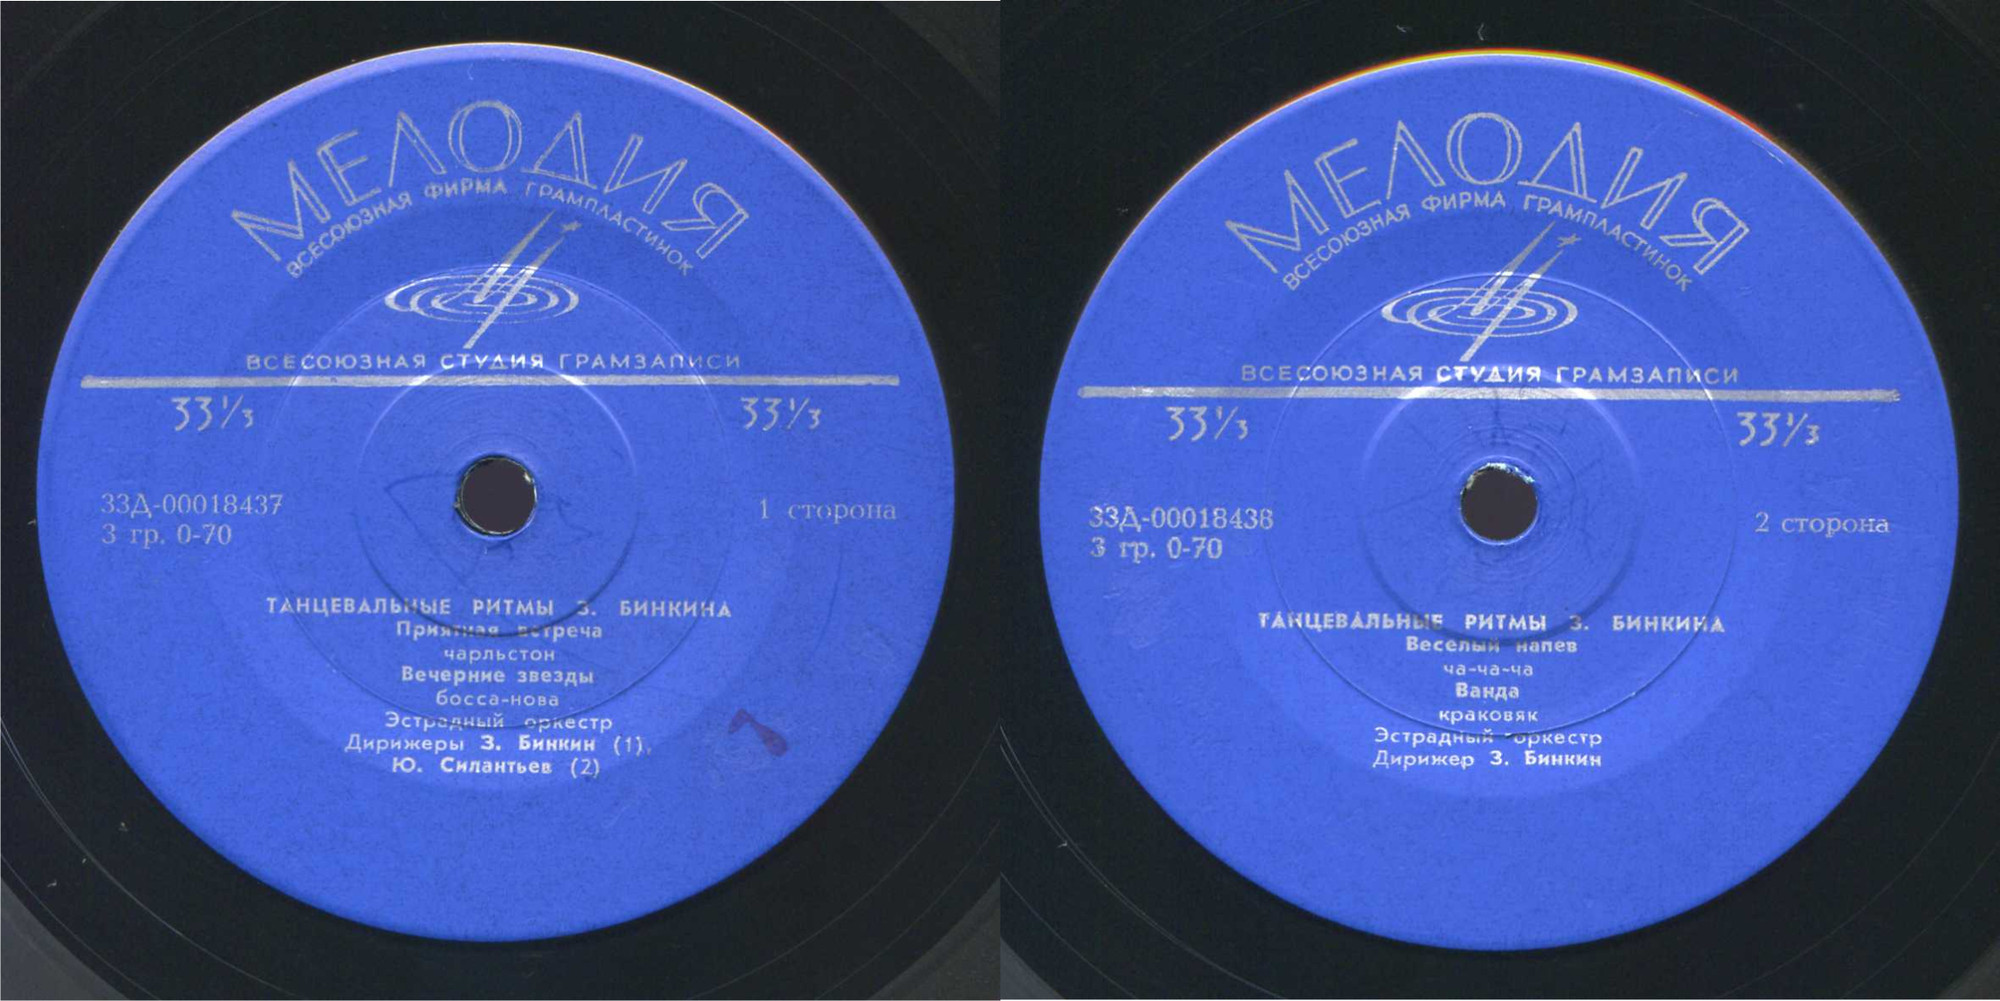 МЕЛОДИЯ
ВСЕСОЮЗНАЯ ФИРМА ГРАМПЛАСТИНОК
ВСЕСОЮЗНАЯ СТУДИЯ ГРАМЗАПИСИ
33⅓ 33⅓
33Д-00018437
3 гр. 0-70
1 сторона
ТАНЦЕВАЛЬНЫЕ РИТМЫ З. БИНКИНА
Приятная встреча
чарльстон
Вечерние звезды
босса-нова
Эстрадный оркестр
Дирижеры З. Бинкин (1),
Ю. Силантьев (2)
МЕЛОДИЯ
ВСЕСОЮЗНАЯ ФИРМА ГРАМПЛАСТИНОК
ВСЕСОЮЗНАЯ СТУДИЯ ГРАМЗАПИСИ
33⅓ 33⅓
33Д-00018438
3 гр. 0-70
2 сторона
ТАНЦЕВАЛЬНЫЕ РИТМЫ З. БИНКИНА
Веселый напев
ча-ча-ча
Ванда
краковяк
Эстрадный оркестр
Дирижер З. Бинкин